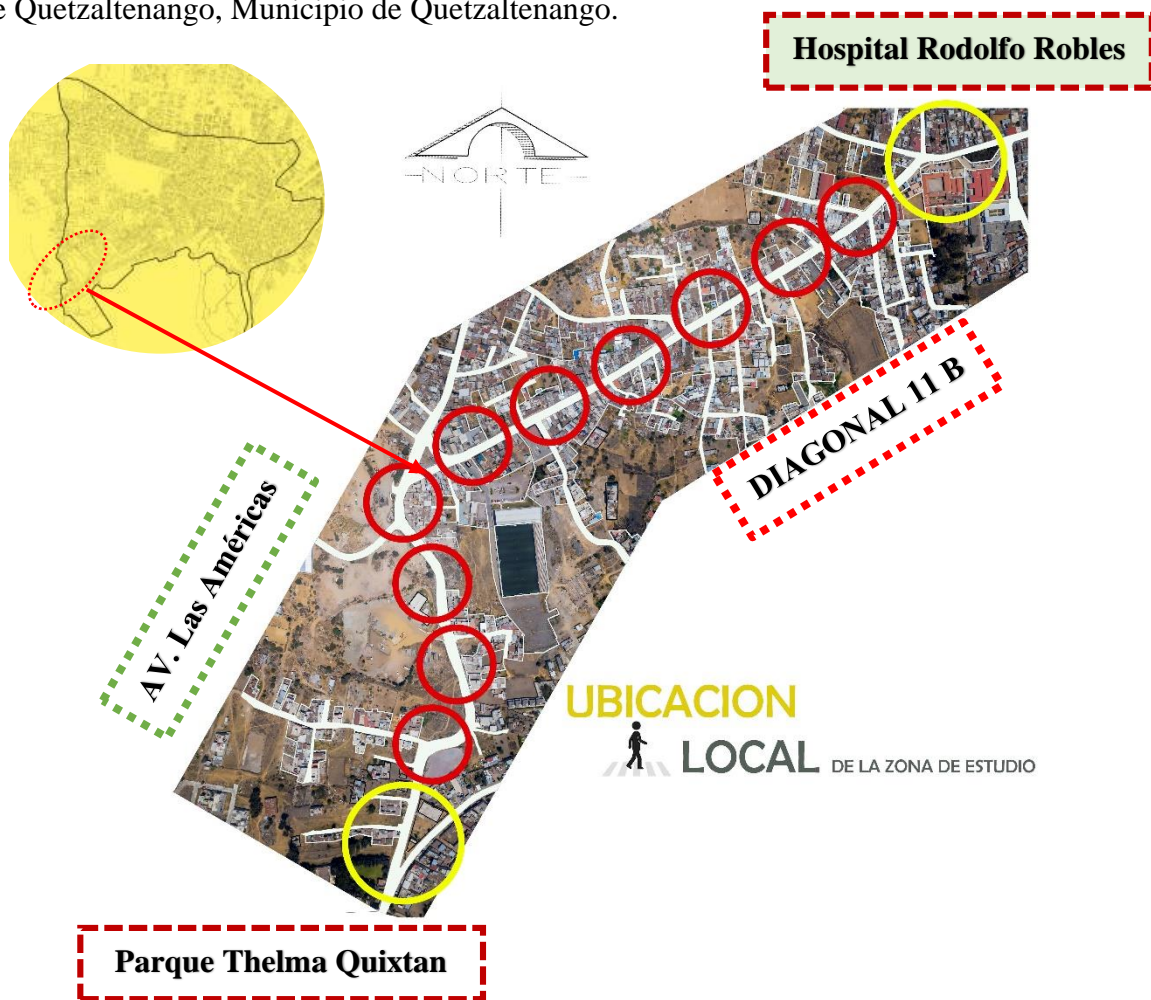 e Quetzaltenango, Municipio de Quetzaltenango.
Hospital Rodolfo Robles
NORTE
DIAGONAL 11 B
AV. Las Américas
UBICACION
LOCAL DE LA ZONA DE ESTUDIO
Parque Thelma Quixtan